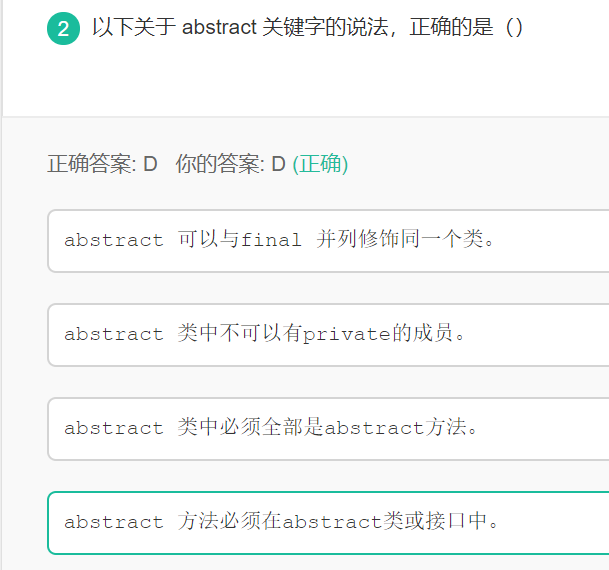 2 以下关于 abstract 关键字的说法，正确的是（）
正确答案: D 你的答案: D (正确)
abstract 可以与final 并列修饰同一个类。
abstract 类中不可以有private的成员。
abstract 类中必须全部是abstract方法。
abstract 方法必须在abstract类或接口中。